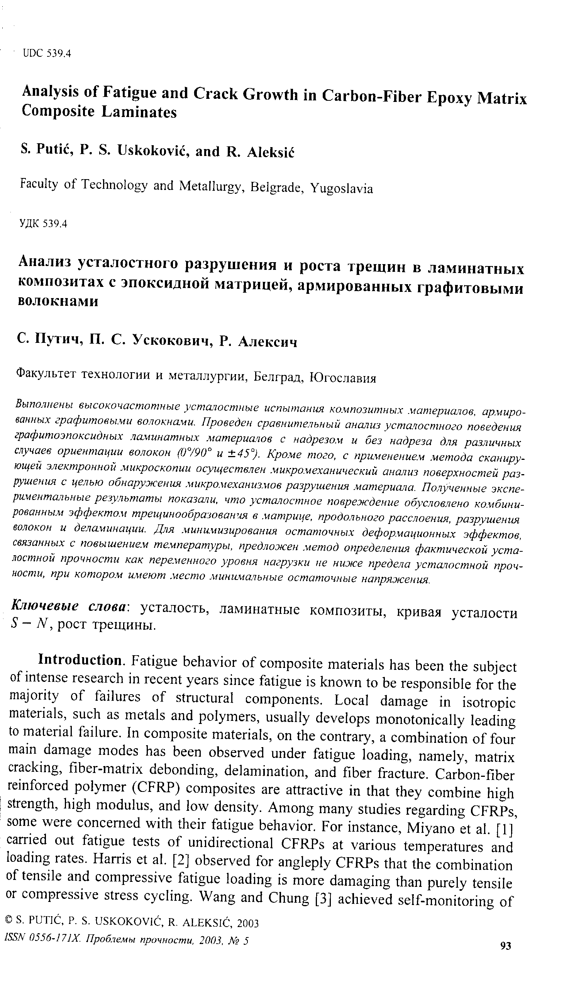 UDC 539.4
Analysis of Fatigue and Crack Growth in Carbon-Fiber Epoxy Matrix
Composite Laminates
S. Putić, P. S. Uskoković, and R. Aleksić
Faculty of Technology and Metallurgy, Belgrade, Yugoslavia
УДК 539.4
Анализ усталостного разрушения и роста трещин в ламинатных
композитах с эпоксидной матрицей, армированных графитовыми
волокнами
С. Путич, П. С. Ускокович, Р. Алексич
Факультет технологии и металлургии, Белград, Югославия
Выполнены высокочастотные усталостные испытания композитных материалов, армиро-
ванных графитовыми волокнами. Проведен сравнительный анализ усталостного поведения
графитоэпоксидных ламинатных материалов с надрезом и без надреза для различных
случаев ориентации волокон (0°/90° и ±45°). Кроме того, с применением метода сканиру-
ющей электронной микроскопии осуществлен микромеханический анализ поверхностей раз-
рушения с целью обнаружения микромеханизмов разрушения материала. Полученные экспе-
риментальные результаты показали, что усталостное повреждение обусловлено комбини-
рованным эффектом трещинообразования в матрице, продольного расслоения, разрушения
волокон и деламинации. Для минимизирования остаточных деформационных эффектов,
связанных с повышением температуры, предложен метод определения фактической уста-
лостной прочности как переменного уровня нагрузки не ниже предела усталостной проч-
ности, при котором имеют место минимальные остаточные напряжения.
Ключевые слова: усталость, ламинатные композиты, кривая усталости
S – N, рост трещины.
Introduction. Fatigue behavior of composite materials has been the subject
of intense research in recent years since fatigue is known to be responsible for the
majority of failures of structural components. Local damage in isotropic
materials, such as metals and polymers, usually develops monotonically leading
to material failure. In composite materials, on the contrary, a combination of four
main damage modes has been observed under fatigue loading, namely, matrix
cracking, fiber-matrix debonding, delamination, and fiber fracture. Carbon-fiber
reinforced polymer (CFRP) composites are attractive in that they combine high
strength, high modulus, and low density. Among many studies regarding CFRPs,
some were concerned with their fatigue behavior. For instance, Miyano et al. [1]
carried out fatigue tests of unidirectional CFRPs at various temperatures and
loading rates. Harris et al. [2] observed for angleply CFRPs that the combination
of tensile and compressive fatigue loading is more damaging than purely tensile
or compressive stress cycling. Wang and Chung [3] achieved self-monitoring of
© S. PUTIĆ, P. S. USKOKOVIĆ, R. ALEKSIĆ, 2003
ISSN 0556-171X. Проблемы прочности, 2003, № 5
93